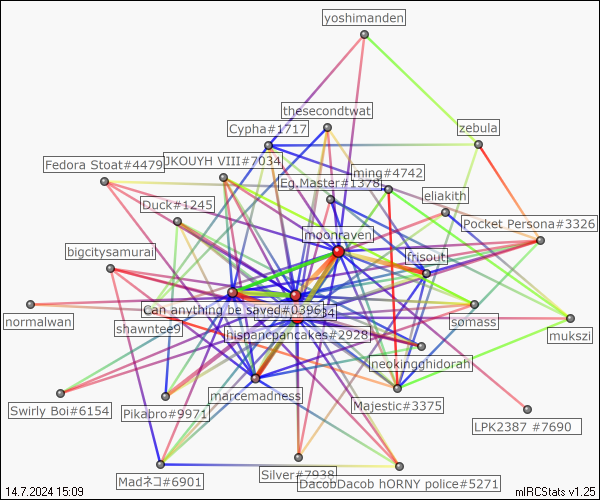 yoshimanden
thesecondtwat
Cypha#1717
zebula
Fedora Stoat#4479
JKOUYH VIII#7034
ming#4742
Eg.Master#1378
eliakith
Duck#1245
Pocket Persona#3326
moonraven
bigcitysamurai
frisout
Can anything be saved#0396
34
normalwan
shawntee9
somass
hispancpancakes#2928
mukszi
neokingghidorah
marcemadness
Swirly Boi#6154
Pikabro#9971
Majestic#3375
LPK2387 #7690
Silver#7938
Madネコ#6901
DacobDacob hORNY police#5271
14.7.2024 15:09
mIRCStats v1.25